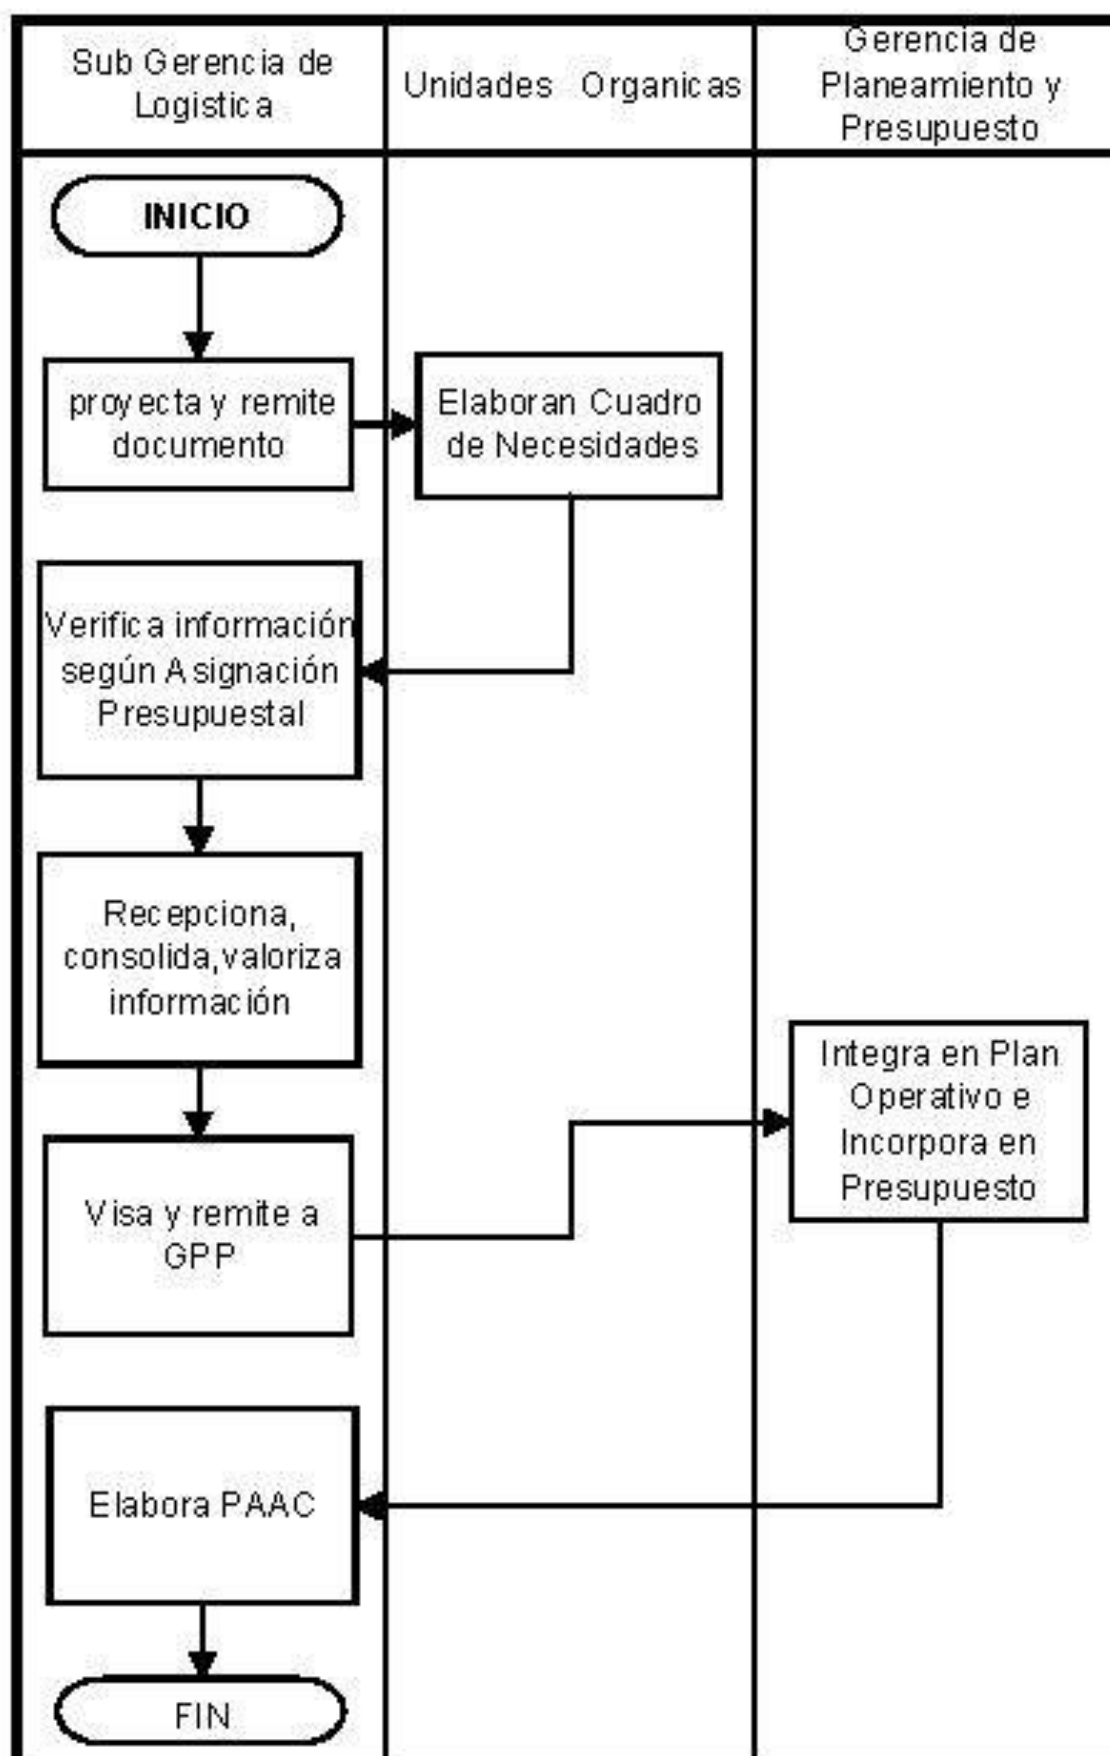 Sub Gerencia de
Logistica
Unidades Organicas
Gerencia de
Planeamiento y
Presupuesto
INICIO
proyecta y remite
documento
Elaboran Cuadro
de Necesidades
Verifica información
según Asignación
Presupuestal
Recepciona,
consolida,valoriza
información
Visa y remite a
GPP
Integra en Plan
Operativo e
Incorpora en
Presupuesto
Elabora PAAC
FIN